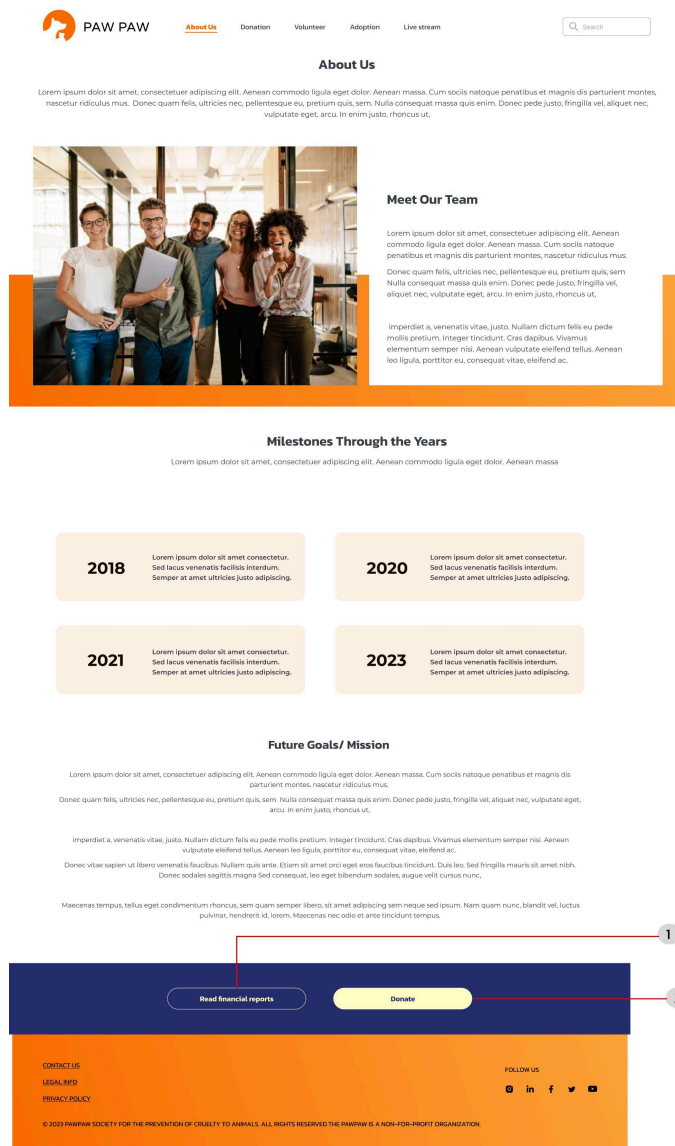 PAW PAW
About Us
Donation
Volunteer
Adoption
Live stream
Search
About Us
Lorem ipsum dolor sit amet, consectetuer adipiscing elit. Aenean commodo ligula eget dolor. Aenean massa. Cum sociis natoque penatibus et magnis dis parturient montes,
nascetur ridiculus mus. Donec quam felis, ultricies nec, pellentesque eu, pretium quis, sem. Nulla consequat massa quis enim. Donec pede justo, fringilla vel, aliquet nec,
vulputate eget, arcu. In enim justo, rhoncus ut,
Meet Our Team
Lorem ipsum dolor sit amet, consectetuer adipiscing elit. Aenean
commodo ligula eget dolor. Aenean massa. Cum sociis natoque
penatibus et magnis dis parturient montes, nascetur ridiculus mus.
Donec quam felis, ultricies nec, pellentesque eu, pretium quis, sem
Nulla consequat massa quis enim. Donec pede justo, fringilla vel,
aliquet nec, vulputate eget, arcu. In enim justo, rhoncus ut,
imperdiet a, venenatis vitae, justo. Nullam dictum felis eu pede
mollis pretium. Integer tincidunt. Cras dapibus. Vivamus
elementum semper nisi. Aenean vulputate eleifend tellus. Aenean
leo ligula, porttitor eu, consequat vitae, eleifend ac,
Milestones Through the Years
Lorem ipsum dolor sit amet, consectetuer adipiscing elit. Aenean commodo ligula eget dolor. Aenean massa
2018
Lorem ipsum dolor sit amet consectetur.
Sed lacus venenatis facilisis interdum.
Semper at amet ultricies justo adipiscing.
2020
Lorem ipsum dolor sit amet consectetur.
Sed lacus venenatis facilisis interdum.
Semper at amet ultricies justo adipiscing.
2021
Lorem ipsum dolor sit amet consectetur.
Sed lacus venenatis facilisis interdum.
Semper at amet ultricies justo adipiscing.
2023
Lorem ipsum dolor sit amet consectetur.
Sed lacus venenatis facilisis interdum.
Semper at amet ultricies justo adipiscing.
Future Goals/ Mission
Lorem ipsum dolor sit amet, consectetuer adipiscing elit. Aenean commodo ligula eget dolor. Aenean massa. Cum sociis natoque penatibus et magnis dis
parturient montes, nascetur ridiculus mus.
Donec quam felis, ultricies nec, pellentesque eu, pretium quis, sem Nulla consequat massa quis enim. Donec pede justo, fringilla vel, aliquet nec, vulputate eget,
arcu. In enim justo, rhoncus ut,
imperdiet a, venenatis vitae, justo. Nullam dictum felis eu pede mollis pretium. Integer tincidunt. Cras dapibus. Vivamus elementum semper nisi. Aenean
vulputate eleifend tellus. Aenean leo ligula, porttitor eu, consequat vitae, eleifend ac,
Donec vitae sapien ut libero venenatis faucibus. Nullam quis ante. Etiam sit amet orci eget eros faucibus tincidunt. Duis leo. Sed fringilla mauris sit amet nibh.
Donec sodales sagittis magna Sed consequat, leo eget bibendum sodales, augue velit cursus nunc,
Maecenas tempus, tellus eget condimentum rhoncus, sem quam semper libero, sit amet adipiscing sem neque sed ipsum. Nam quam nunc, blandit vel, luctus
pulvinar, hendrerit id, lorem. Maecenas nec odio et ante tincidunt tempus.
1
Read financial reports
Donate
CONTACT US
LEGAL INFO
PRIVACY POLICY
FOLLOW US
© 2023 PAWPAW SOCIETY FOR THE PREVENTION OF CRUELTY TO ANIMALS. ALL RIGHTS RESERVED.THE PAWPAW IS A NON-FOR-PROFIT ORGANIZATION.